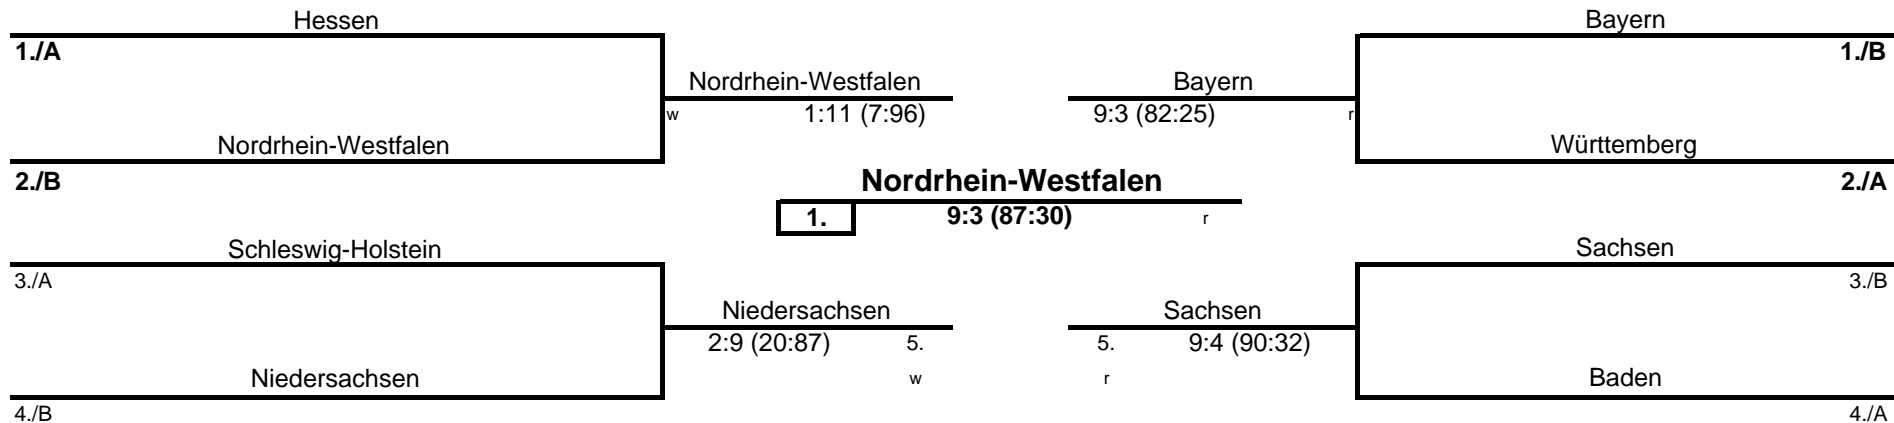 Hessen Bayern
1./A 1./B
Nordrhein-Westfalen Bayern
w 1:11 (7:96) 9:3 (82:25) r
Nordrhein-Westfalen Württemberg
2./B Nordrhein-Westfalen 2./A
1. 9:3 (87:30) r
Schleswig-Holstein Sachsen
3./A 3./B
Niedersachsen Sachsen
2:9 (20:87) 5. 5. 9:4 (90:32)
Niedersachsen w r Baden
4./B 4./A